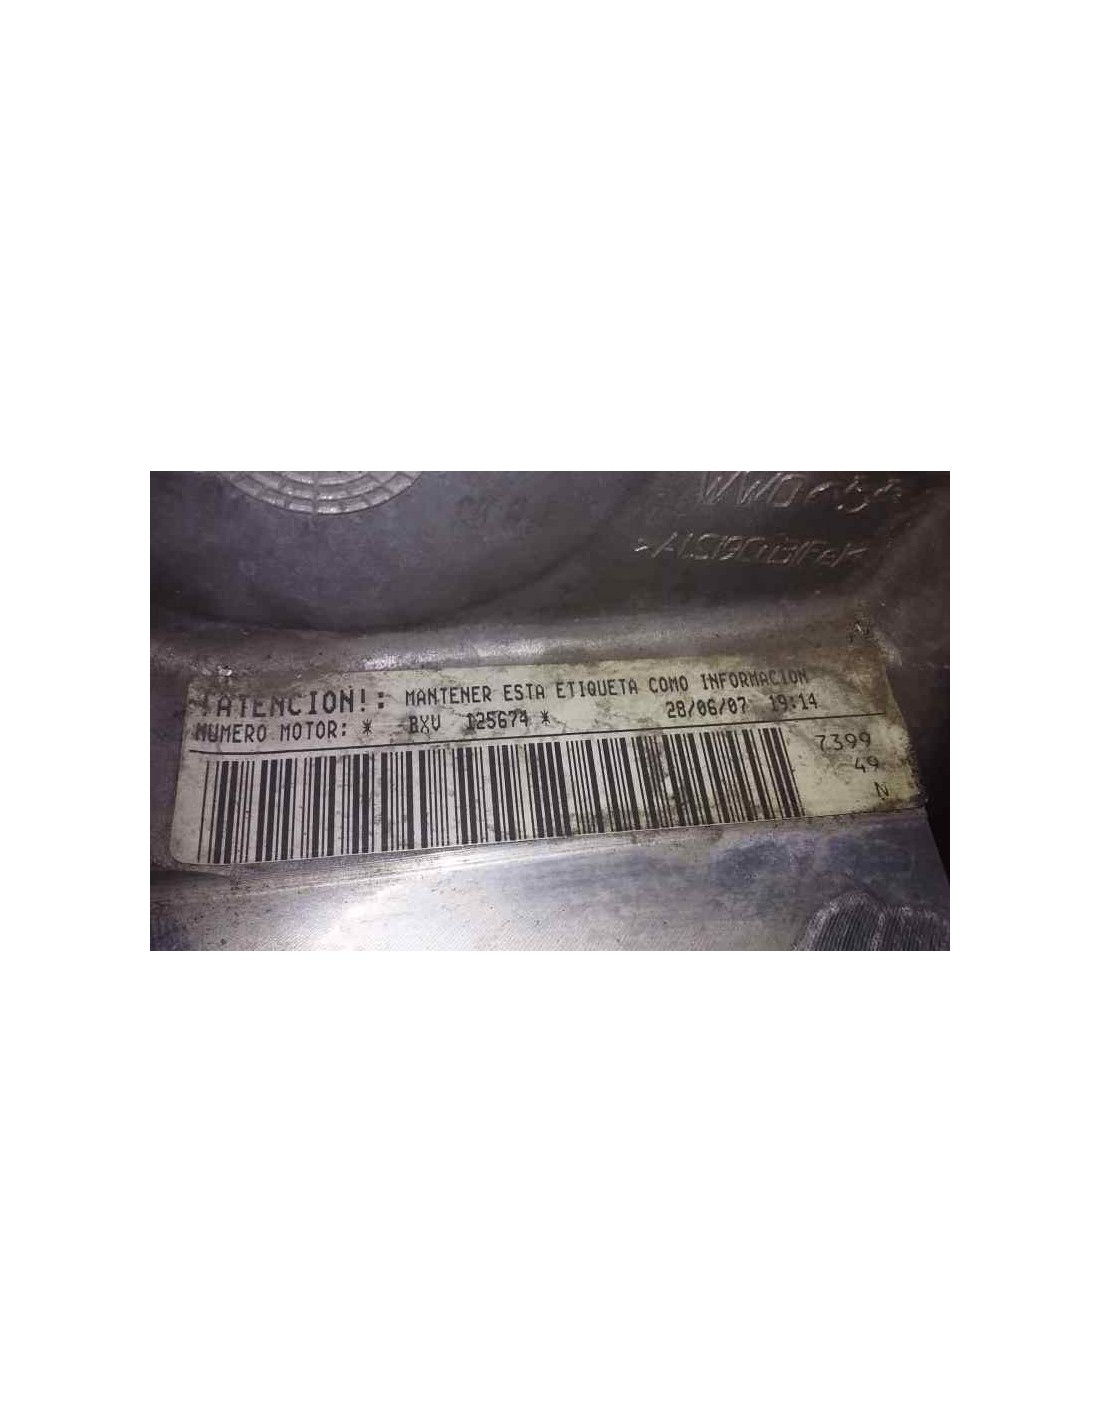 ¡ATENCION!: MANTENER ESTA ETIQUETA COMO INFORMACION
NUMERO MOTOR: * BXV 125674 * 28/06/07 19:14
7399
49
N